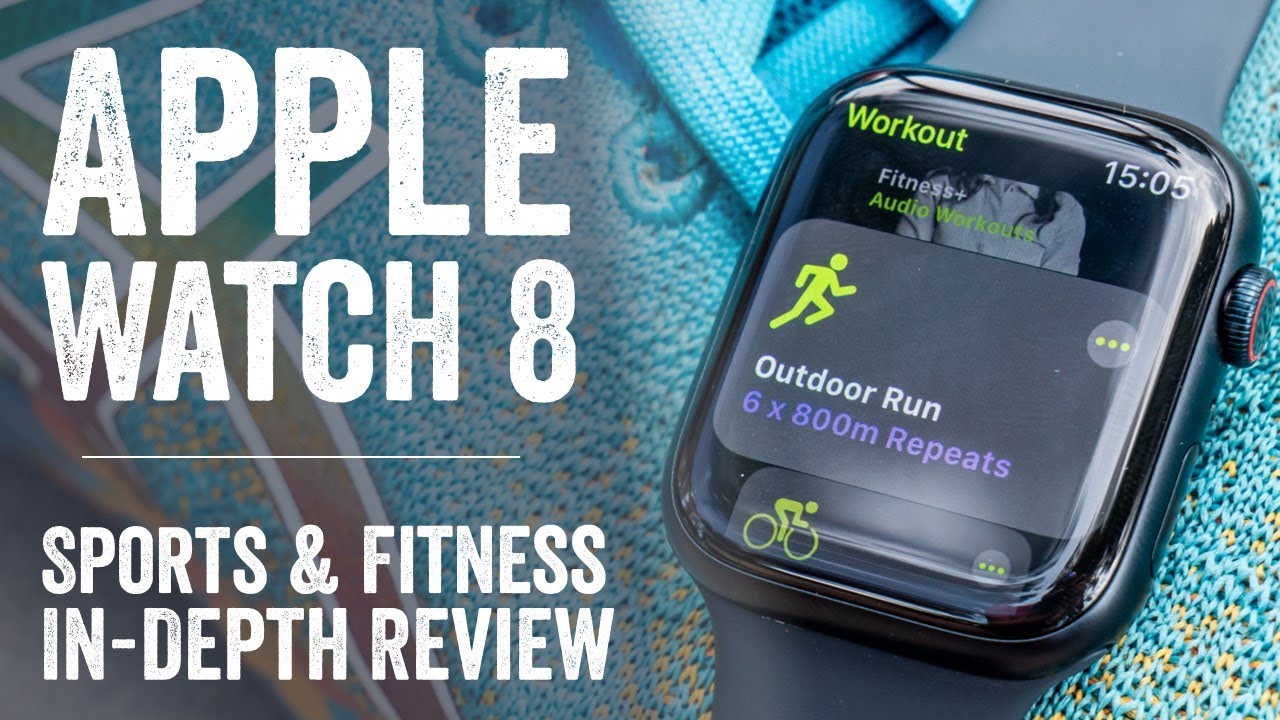 APPLE
WATCH 8
SPORTS & FITNESS
IN-DEPTH REVIEW
Workout
15:05
Fitness+
Audio Workouts
Outdoor Run
6 x 800m Repeats